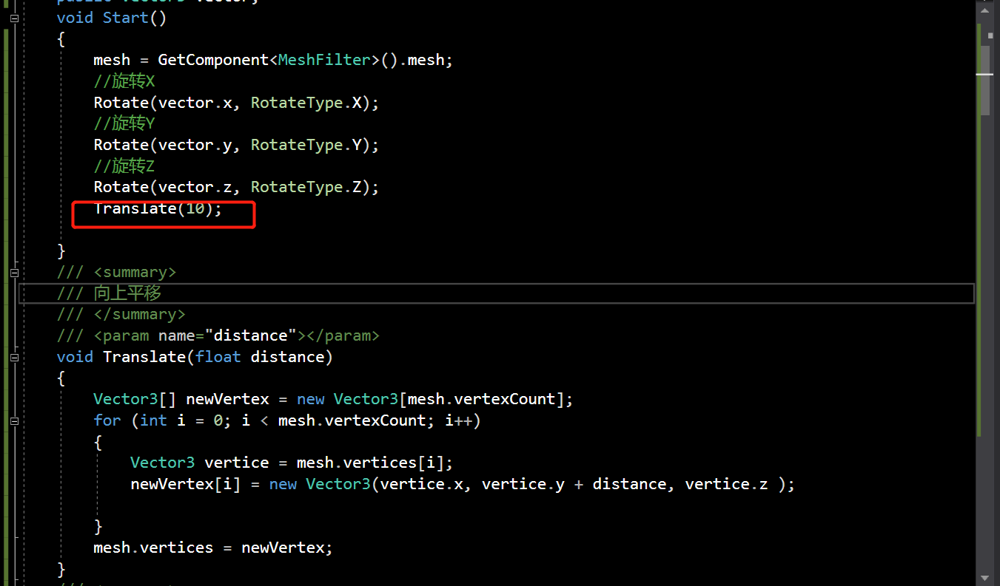 public Vector3 vector;
void Start()
{
mesh = GetComponent<MeshFilter>().mesh;
//旋转X
Rotate(vector.x, RotateType.X);
//旋转Y
Rotate(vector.y, RotateType.Y);
//旋转Z
Rotate(vector.z, RotateType.Z);
Translate(10);
}
/// <summary>
/// 向上平移
/// </summary>
/// <param name="distance"></param>
void Translate(float distance)
{
Vector3[] newVertex = new Vector3[mesh.vertexCount];
for (int i = 0; i < mesh.vertexCount; i++)
{
Vector3 vertice = mesh.vertices[i];
newVertex[i] = new Vector3(vertice.x, vertice.y + distance, vertice.z );
}
mesh.vertices = newVertex;
}